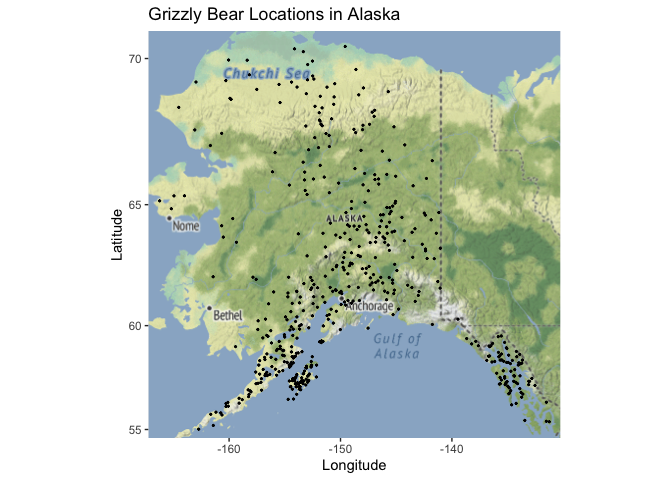 Grizzly Bear Locations in Alaska
70
65
60
55
Latitude
Chukchi Sea
ALASKA
Nome
Anchorage
Bethel
Gulf of
Alaska
-160
-150
-140
Longitude